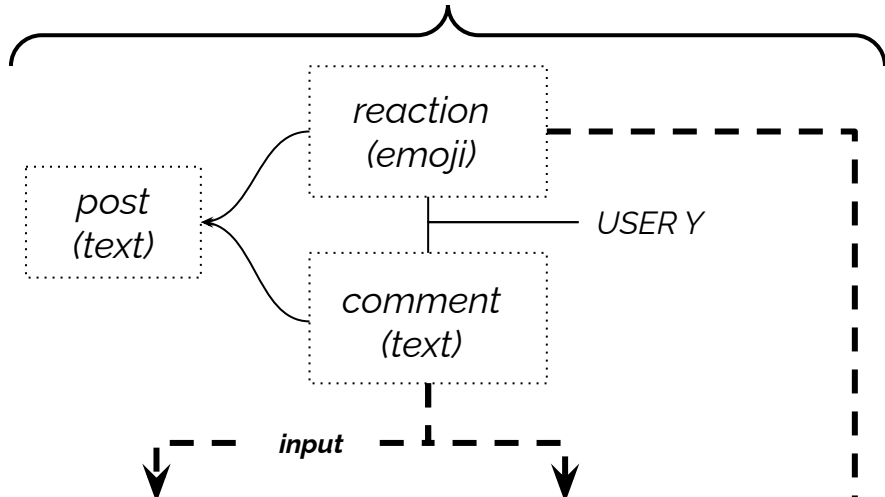 reaction
(emoji)
post
(text)
USER Y
comment
(text)
input